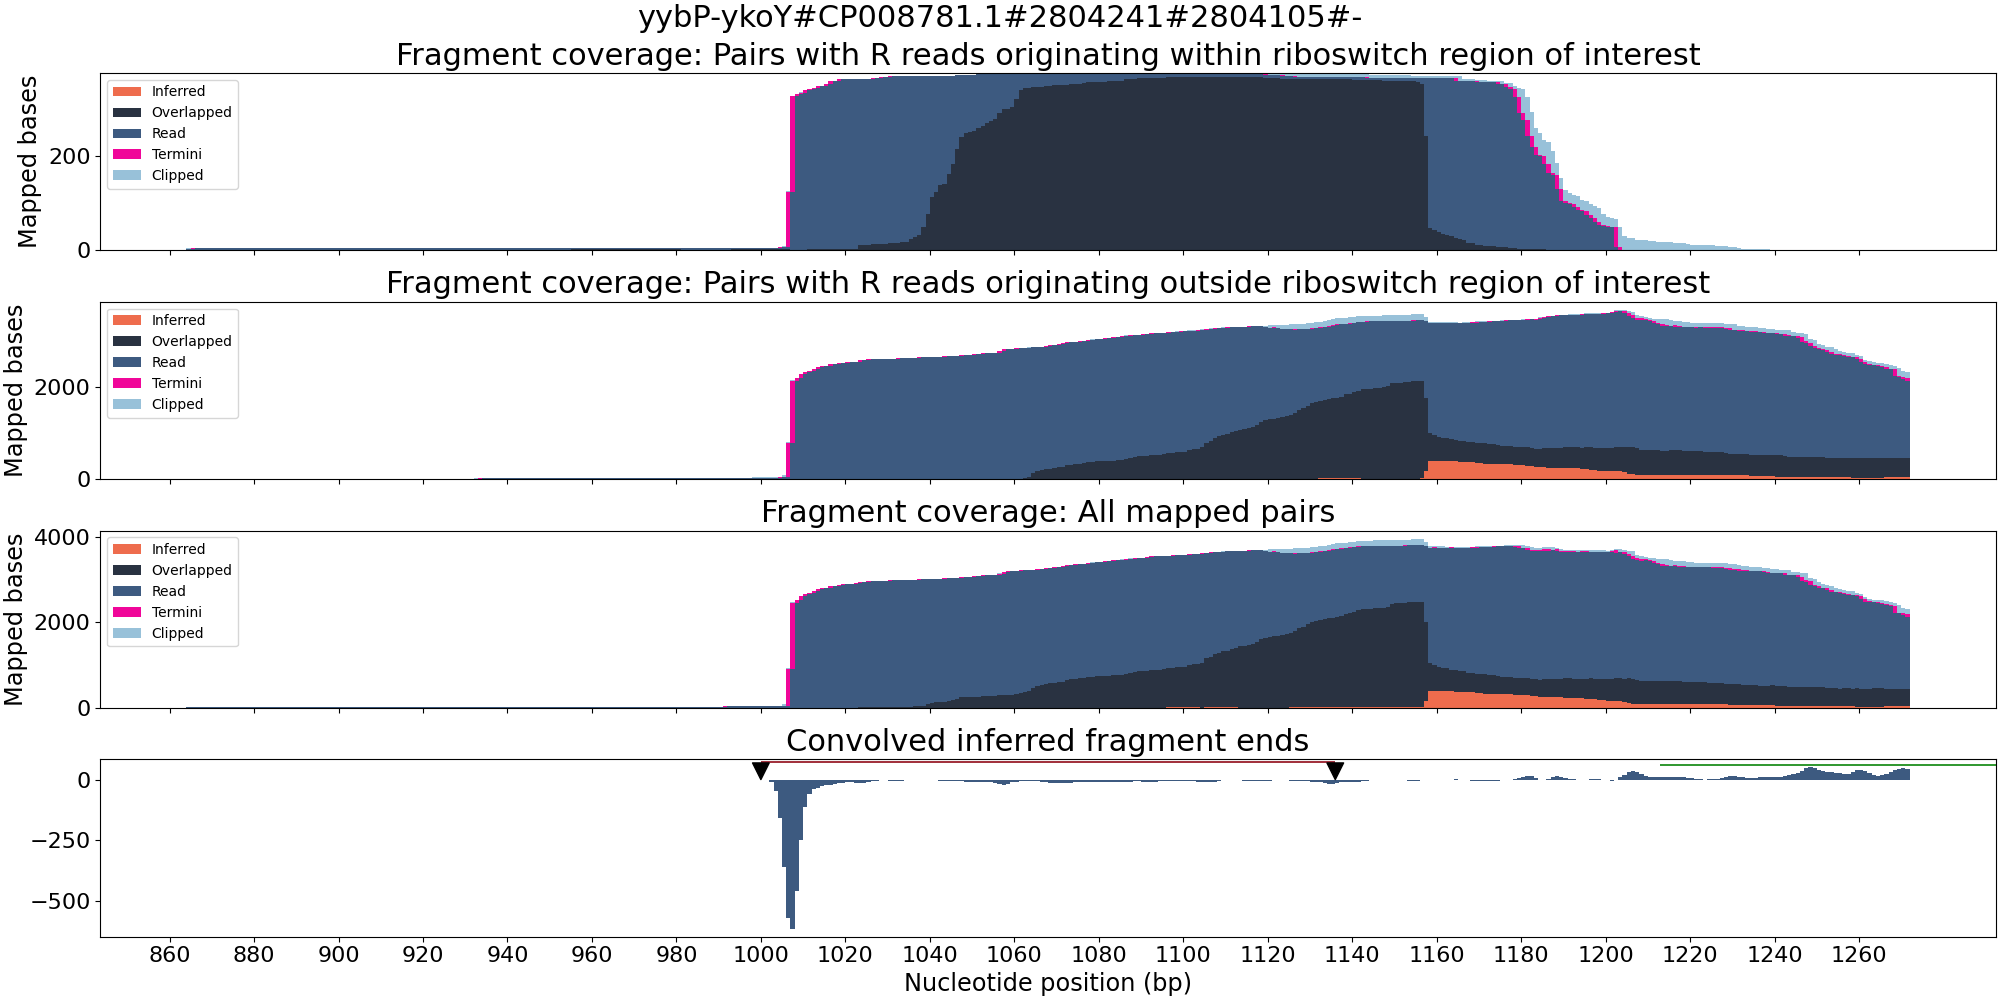 yybP-ykoY#CP008781.1#2804241#2804105#-
Fragment coverage: Pairs with R reads originating within riboswitch region of interest
Mapped bases
200
0
Inferred
Overlapped
Read
Termini
Clipped
Fragment coverage: Pairs with R reads originating outside riboswitch region of interest
Mapped bases
2000
0
Inferred
Overlapped
Read
Termini
Clipped
Fragment coverage: All mapped pairs
Mapped bases
4000
2000
0
Inferred
Overlapped
Read
Termini
Clipped
Convolved inferred fragment ends
0
−250
−500
860 880 900 920 940 960 980 1000 1020 1040 1060 1080 1100 1120 1140 1160 1180 1200 1220 1240 1260
Nucleotide position (bp)